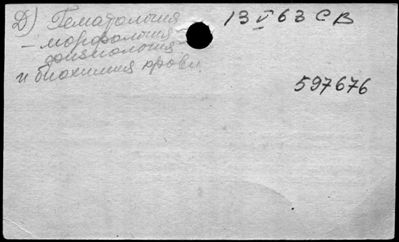 Д) Гематология
13 V 63 СВ
- морфология -
физиология
и биохимия крови
597676